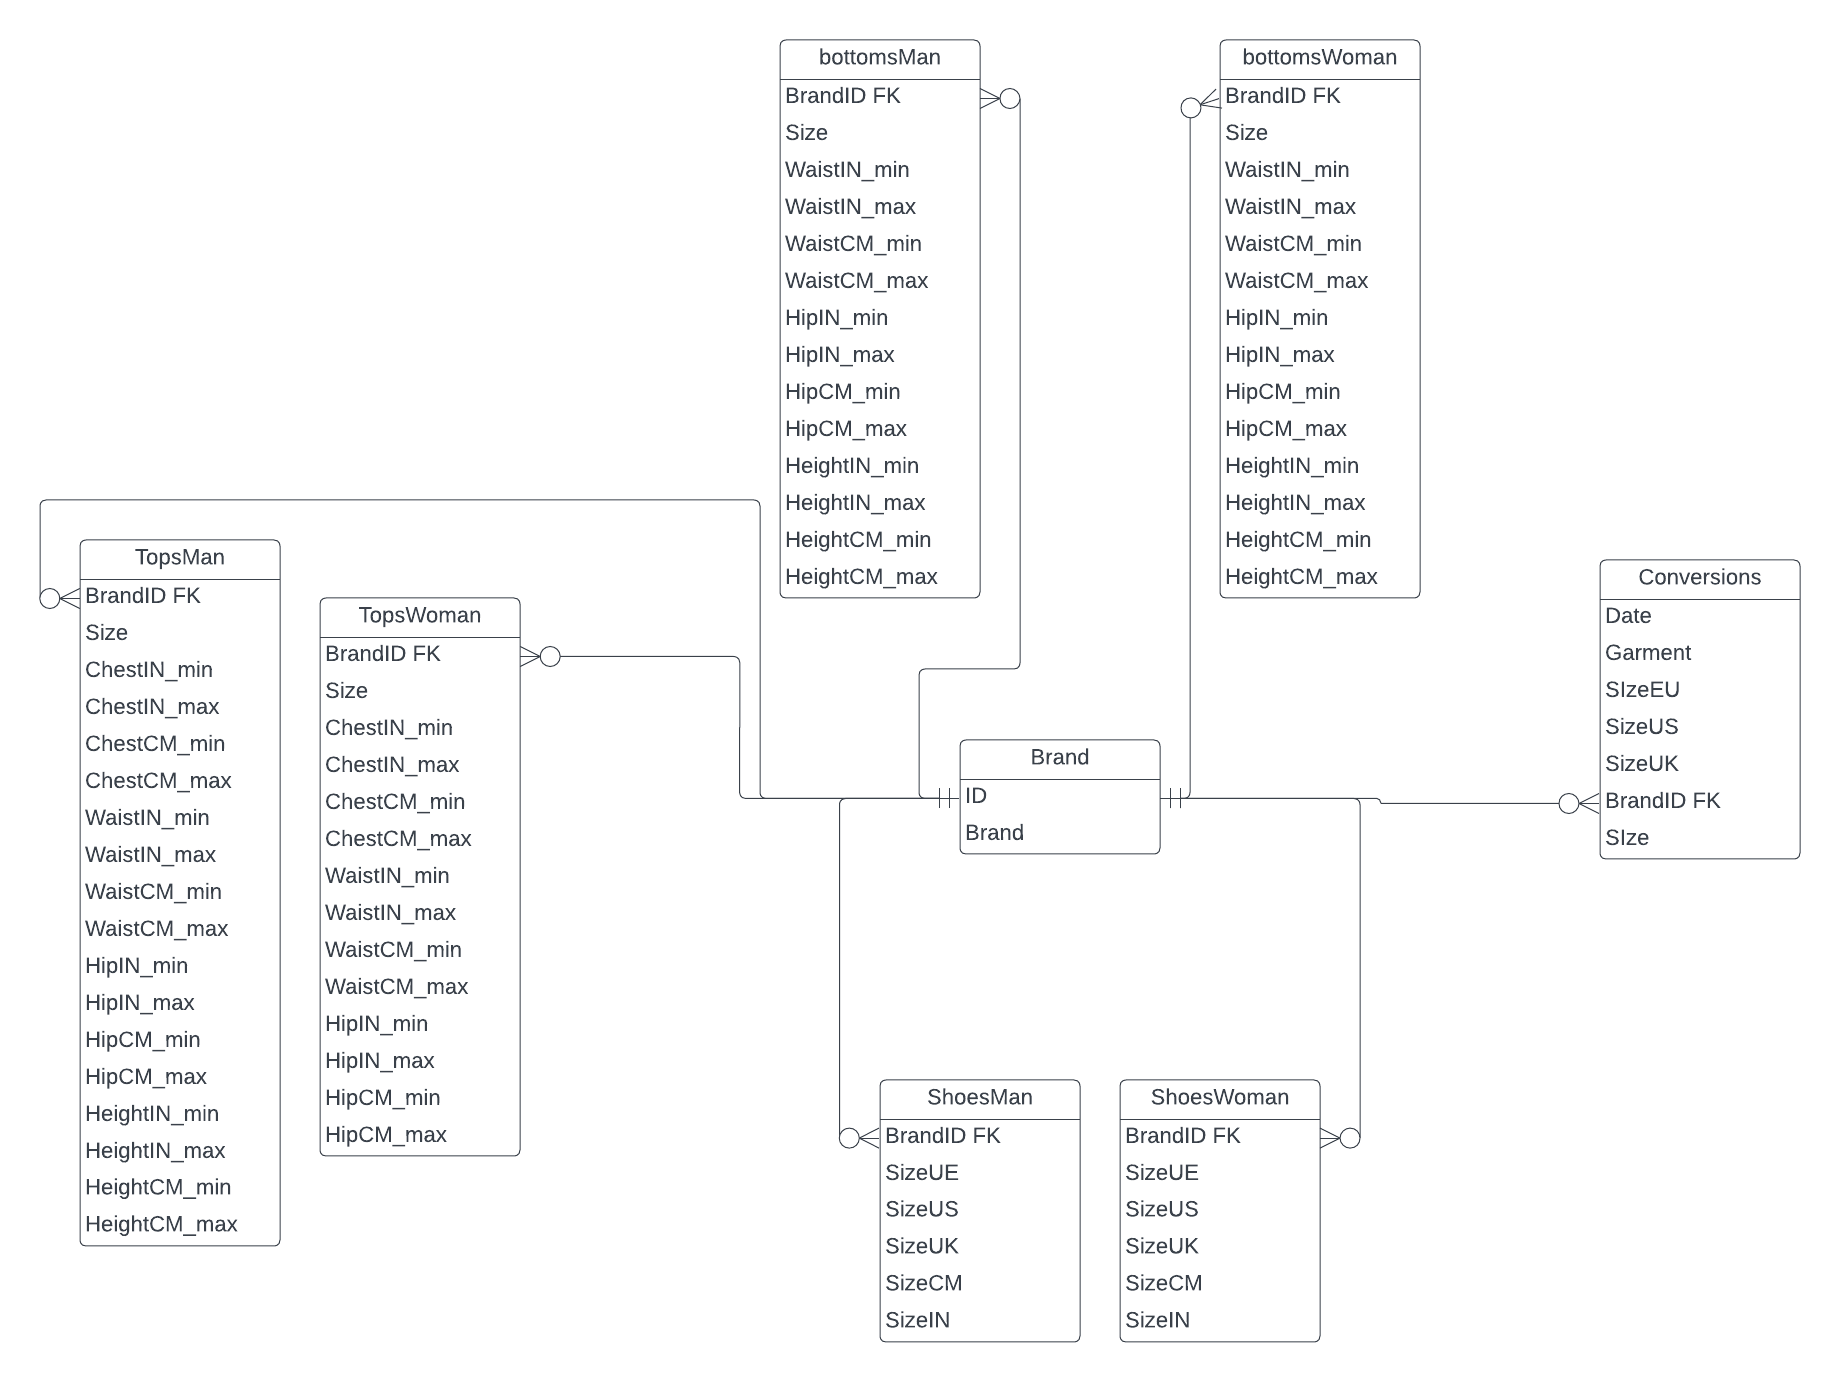 bottomsMan
BrandID FK
Size
WaistIN_min
WaistIN_max
WaistCM_min
WaistCM_max
HipIN_min
HipIN_max
HipCM_min
HipCM_max
HeightIN_min
HeightIN_max
HeightCM_min
HeightCM_max
bottomsWoman
BrandID FK
Size
WaistIN_min
WaistIN_max
WaistCM_min
WaistCM_max
HipIN_min
HipIN_max
HipCM_min
HipCM_max
HeightIN_min
HeightIN_max
HeightCM_min
HeightCM_max
TopsMan
BrandID FK
Size
ChestIN_min
ChestIN_max
ChestCM_min
ChestCM_max
WaistIN_min
WaistIN_max
WaistCM_min
WaistCM_max
HipIN_min
HipIN_max
HipCM_min
HipCM_max
HeightIN_min
HeightIN_max
HeightCM_min
HeightCM_max
TopsWoman
BrandID FK
Size
ChestIN_min
ChestIN_max
ChestCM_min
ChestCM_max
WaistIN_min
WaistIN_max
WaistCM_min
WaistCM_max
HipIN_min
HipIN_max
HipCM_min
HipCM_max
Brand
ID
Brand
Conversions
Date
Garment
SIzeEU
SizeUS
SizeUK
BrandID FK
SIze
ShoesMan
BrandID FK
SizeUE
SizeUS
SizeUK
SizeCM
SizeIN
ShoesWoman
BrandID FK
SizeUE
SizeUS
SizeUK
SizeCM
SizeIN